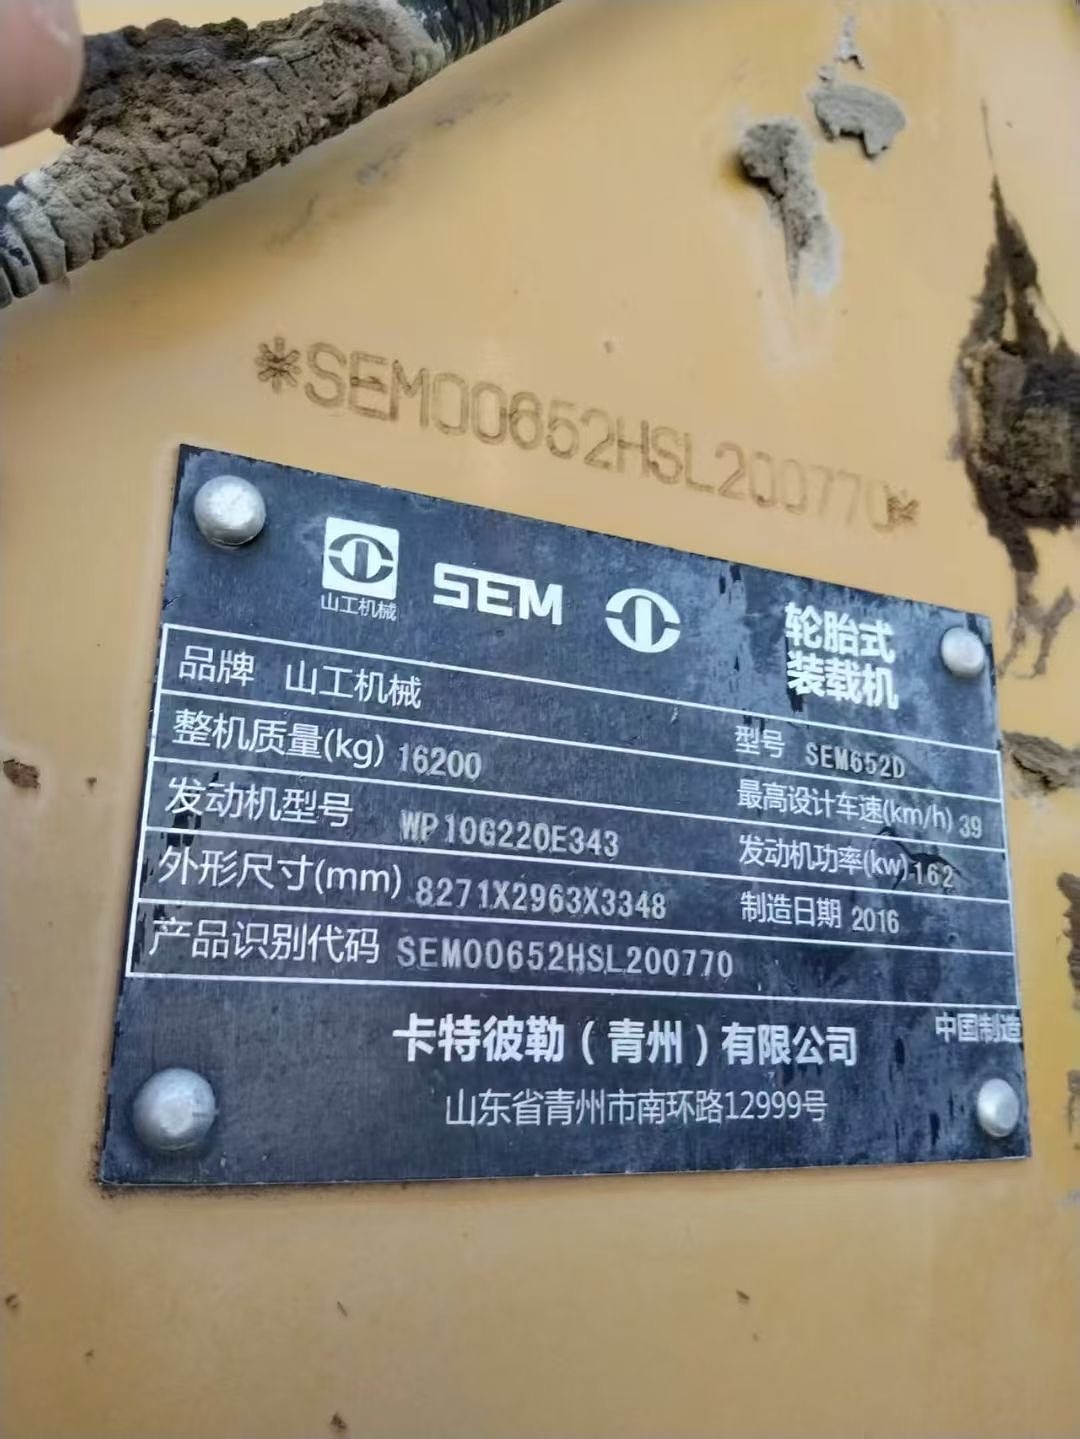 *SEM00652HSL200770*
山工机械
SEM
轮胎式
装载机
品牌 山工机械
型号 SEM652D
整机质量(kg) 16200
最高设计车速(km/h) 39
发动机型号 WP10G220E343
发动机功率(kw) 162
外形尺寸(mm) 8271X2963X3348
制造日期 2016
产品识别代码 SEM00652HSL200770
卡特彼勒（青州）有限公司
中国制造
山东省青州市南环路12999号